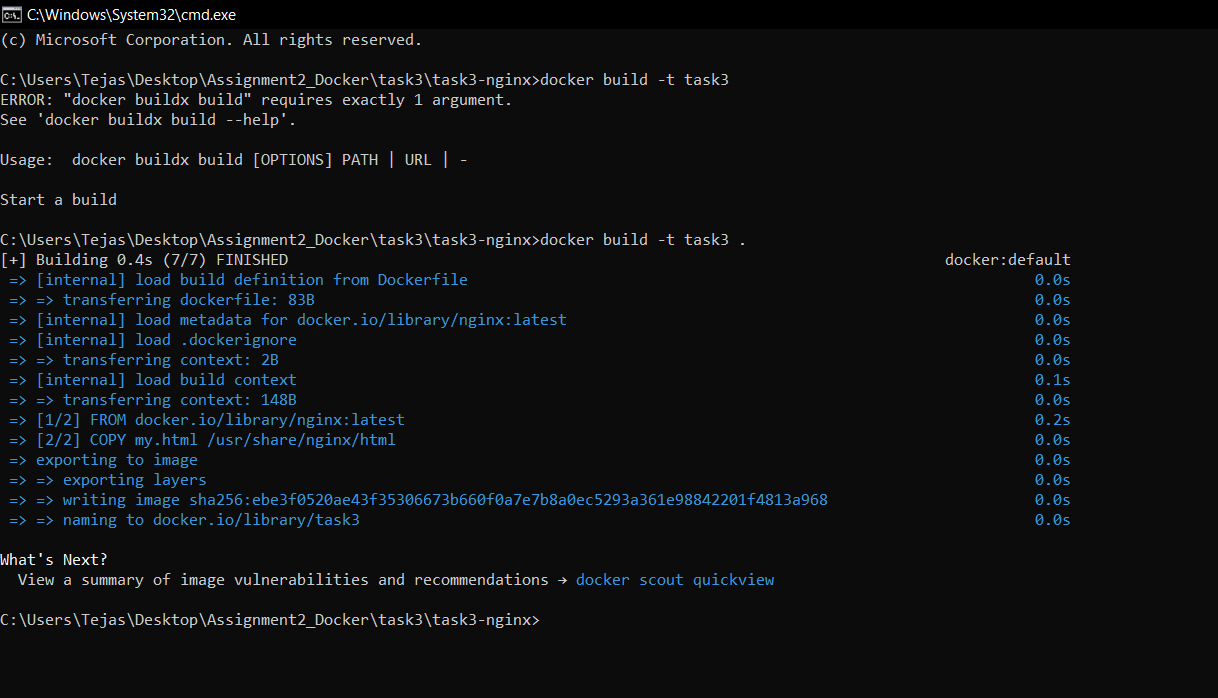 C:\Windows\System32\cmd.exe
(c) Microsoft Corporation. All rights reserved.
C:\Users\Tejas\Desktop\Assignment2_Docker\task3\task3-nginx>docker build -t task3
ERROR: "docker buildx build" requires exactly 1 argument.
See 'docker buildx build --help'.
Usage:  docker buildx build [OPTIONS] PATH | URL | -
Start a build
C:\Users\Tejas\Desktop\Assignment2_Docker\task3\task3-nginx>docker build -t task3 .
[+] Building 0.4s (7/7) FINISHED docker:default
=> [internal] load build definition from Dockerfile 0.0s
=> => transferring dockerfile: 83B 0.0s
=> [internal] load metadata for docker.io/library/nginx:latest 0.0s
=> [internal] load .dockerignore 0.0s
=> => transferring context: 2B 0.0s
=> [internal] load build context 0.1s
=> => transferring context: 148B 0.0s
=> [1/2] FROM docker.io/library/nginx:latest 0.2s
=> [2/2] COPY my.html /usr/share/nginx/html 0.0s
=> exporting to image 0.0s
=> => exporting layers 0.0s
=> => writing image sha256:ebe3f0520ae43f35306673b660f0a7e7b8a0ec5293a361e98842201f4813a968 0.0s
=> => naming to docker.io/library/task3 0.0s
What's Next?
View a summary of image vulnerabilities and recommendations → docker scout quickview
C:\Users\Tejas\Desktop\Assignment2_Docker\task3\task3-nginx>